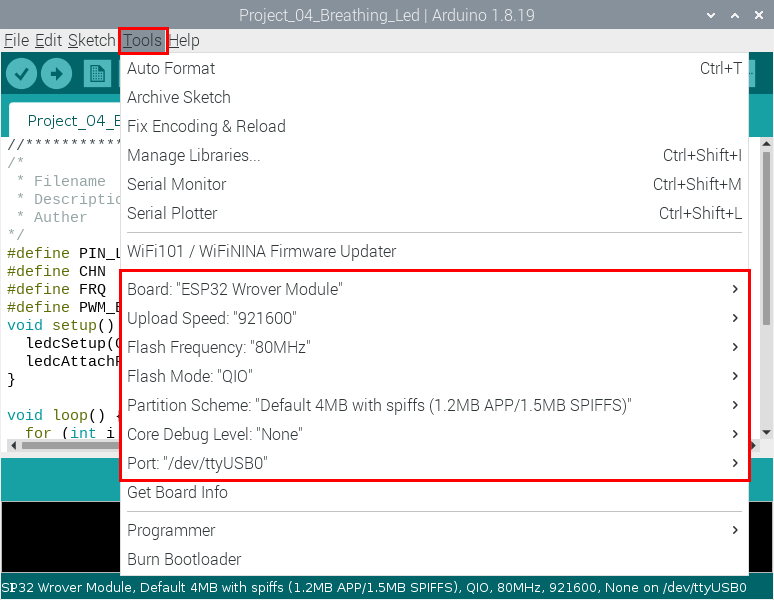 Project_04_Breathing_Led | Arduino 1.8.19
File Edit Sketch Tools Help
Auto Format Ctrl+T
Archive Sketch
Project_04_B
Fix Encoding & Reload
//***********
Manage Libraries... Ctrl+Shift+I
/*
* Filename
Serial Monitor Ctrl+Shift+M
* Descriptio
* Auther
Serial Plotter Ctrl+Shift+L
*/
#define PIN_L
WiFi101 / WiFiNINA Firmware Updater
#define CHN
#define FRQ
Board: "ESP32 Wrover Module"
#define PWM_B
void setup()
Upload Speed: "921600"
ledcSetup(C
Flash Frequency: "80MHz"
ledcAttachP
}
Flash Mode: "QIO"
Partition Scheme: "Default 4MB with spiffs (1.2MB APP/1.5MB SPIFFS)"
void loop() {
for (int i
Core Debug Level: "None"
Port: "/dev/ttyUSB0"
Get Board Info
Programmer
Burn Bootloader
SP32 Wrover Module, Default 4MB with spiffs (1.2MB APP/1.5MB SPIFFS), QIO, 80MHz, 921600, None on /dev/ttyUSB0